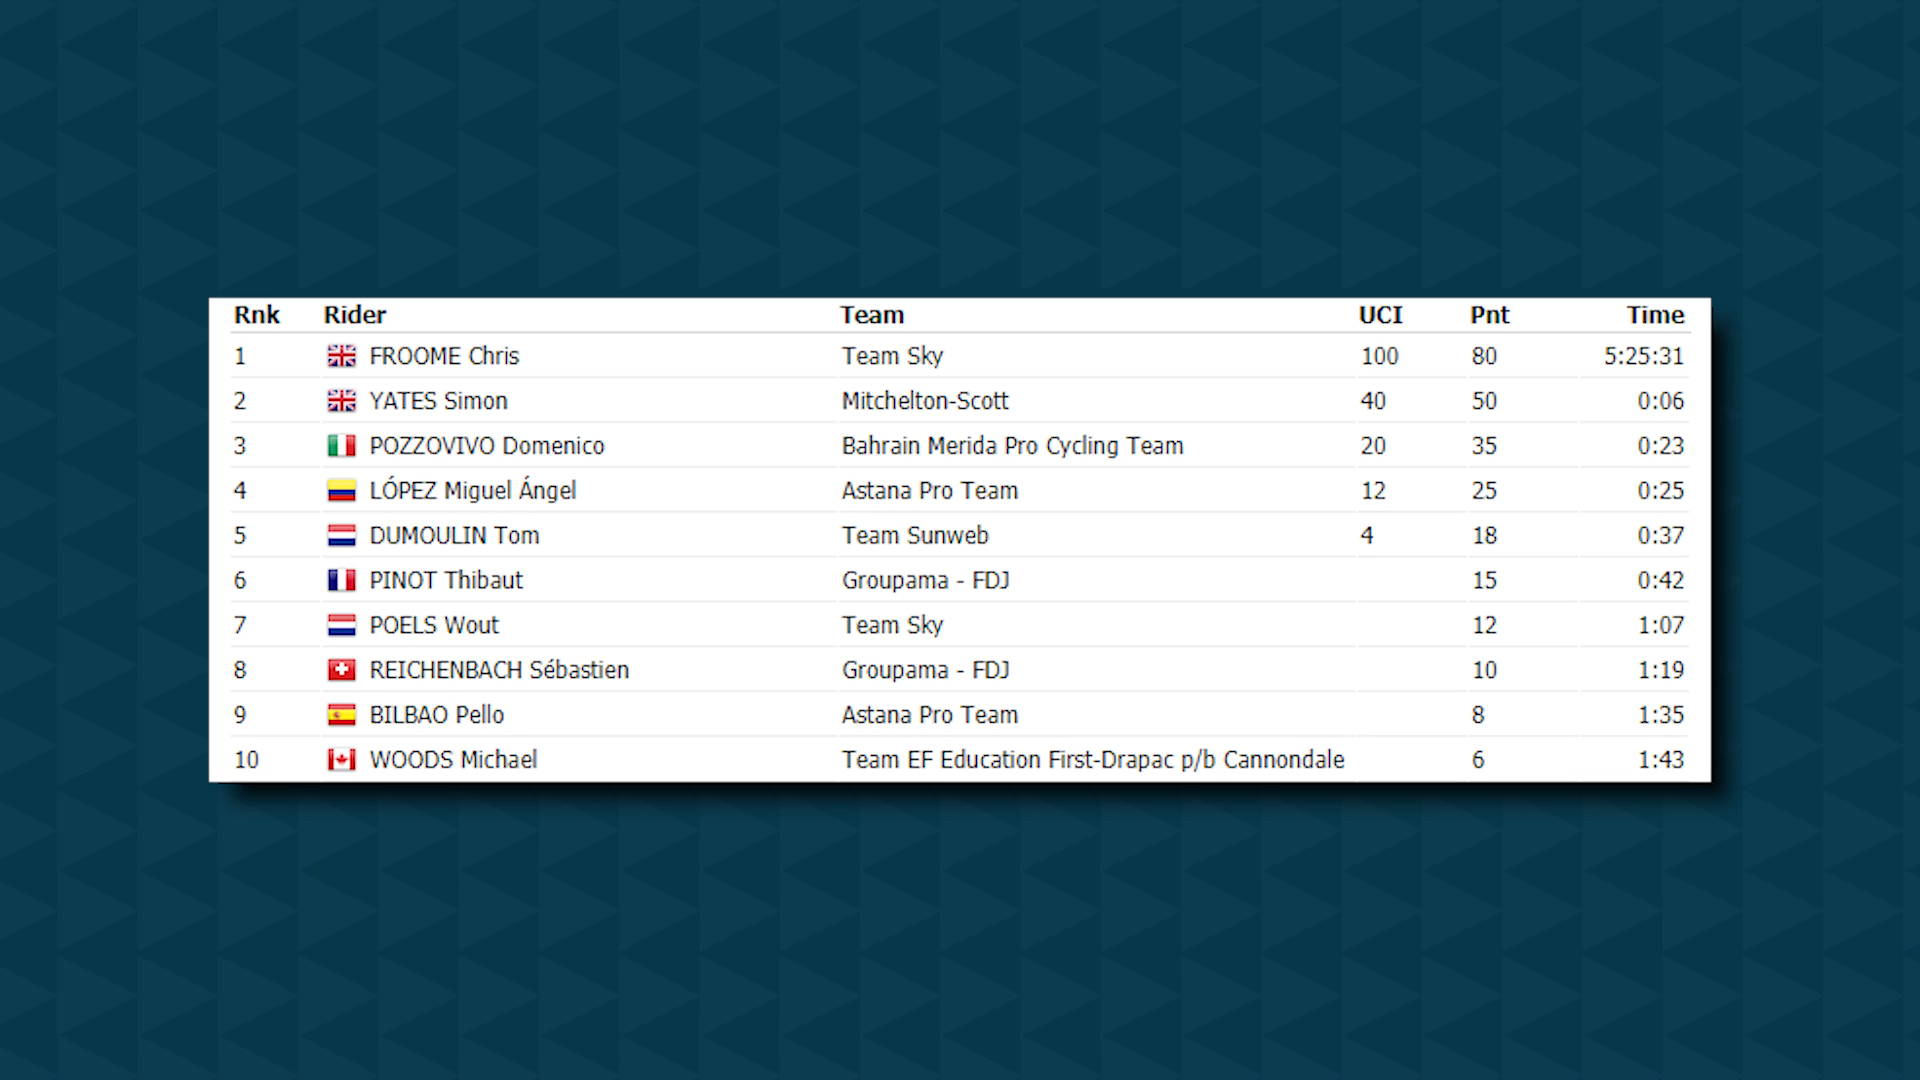 Rnk Rider Team UCI Pnt Time
1 FROOME Chris Team Sky 100 80 5:25:31
2 YATES Simon Mitchelton-Scott 40 50 0:06
3 POZZOVIVO Domenico Bahrain Merida Pro Cycling Team 20 35 0:23
4 LÓPEZ Miguel Ángel Astana Pro Team 12 25 0:25
5 DUMOULIN Tom Team Sunweb 4 18 0:37
6 PINOT Thibaut Groupama - FDJ 15 0:42
7 POELS Wout Team Sky 12 1:07
8 REICHENBACH Sébastien Groupama - FDJ 10 1:19
9 BILBAO Pello Astana Pro Team 8 1:35
10 WOODS Michael Team EF Education First-Drapac p/b Cannondale 6 1:43